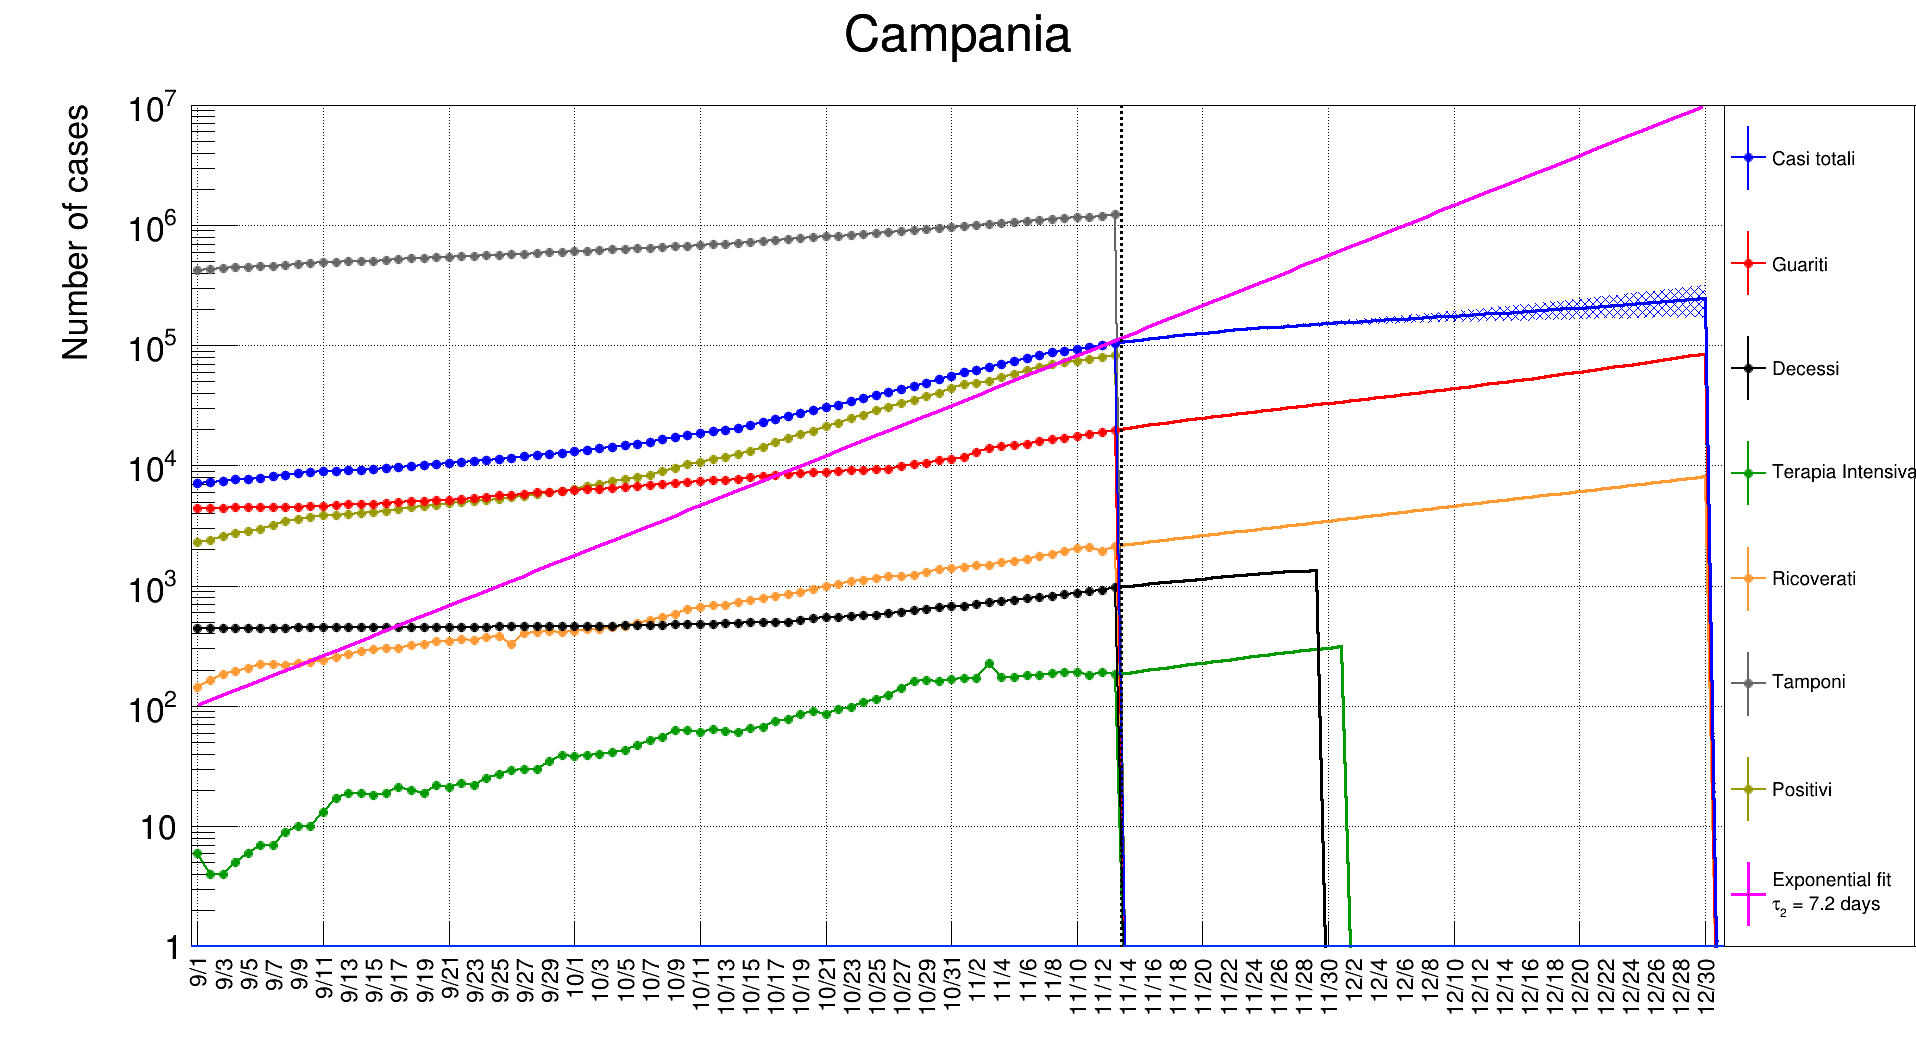 Campania
Number of cases
10^7
10^6
10^5
10^4
10^3
10^2
10
1
9/1 9/3 9/5 9/7 9/9 9/11 9/13 9/15 9/17 9/19 9/21 9/23 9/25 9/27 9/29 10/1 10/3 10/5 10/7 10/9 10/11 10/13 10/15 10/17 10/19 10/21 10/23 10/25 10/27 10/29 10/31 11/2 11/4 11/6 11/8 11/10 11/12 11/14 11/16 11/18 11/20 11/22 11/24 11/26 11/28 11/30 12/2 12/4 12/6 12/8 12/10 12/12 12/14 12/16 12/18 12/20 12/22 12/24 12/26 12/28 12/30
Casi totali
Guariti
Decessi
Terapia Intensiva
Ricoverati
Tamponi
Positivi
Exponential fit
τ₂ = 7.2 days